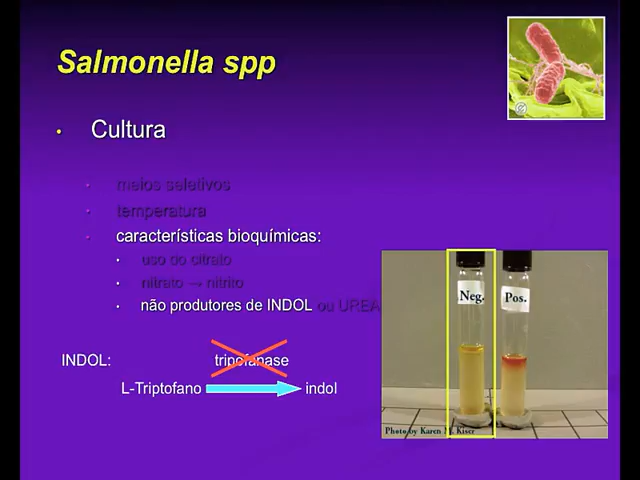 Salmonella spp
• Cultura
• meios seletivos
• temperatura
• características bioquímicas:
• uso do citrato
• nitrato → nitrito
• não produtores de INDOL ou UREA
INDOL: tripofanase
L-Triptofano indol
Neg. Pos.
Photo by Karen M. Kiser